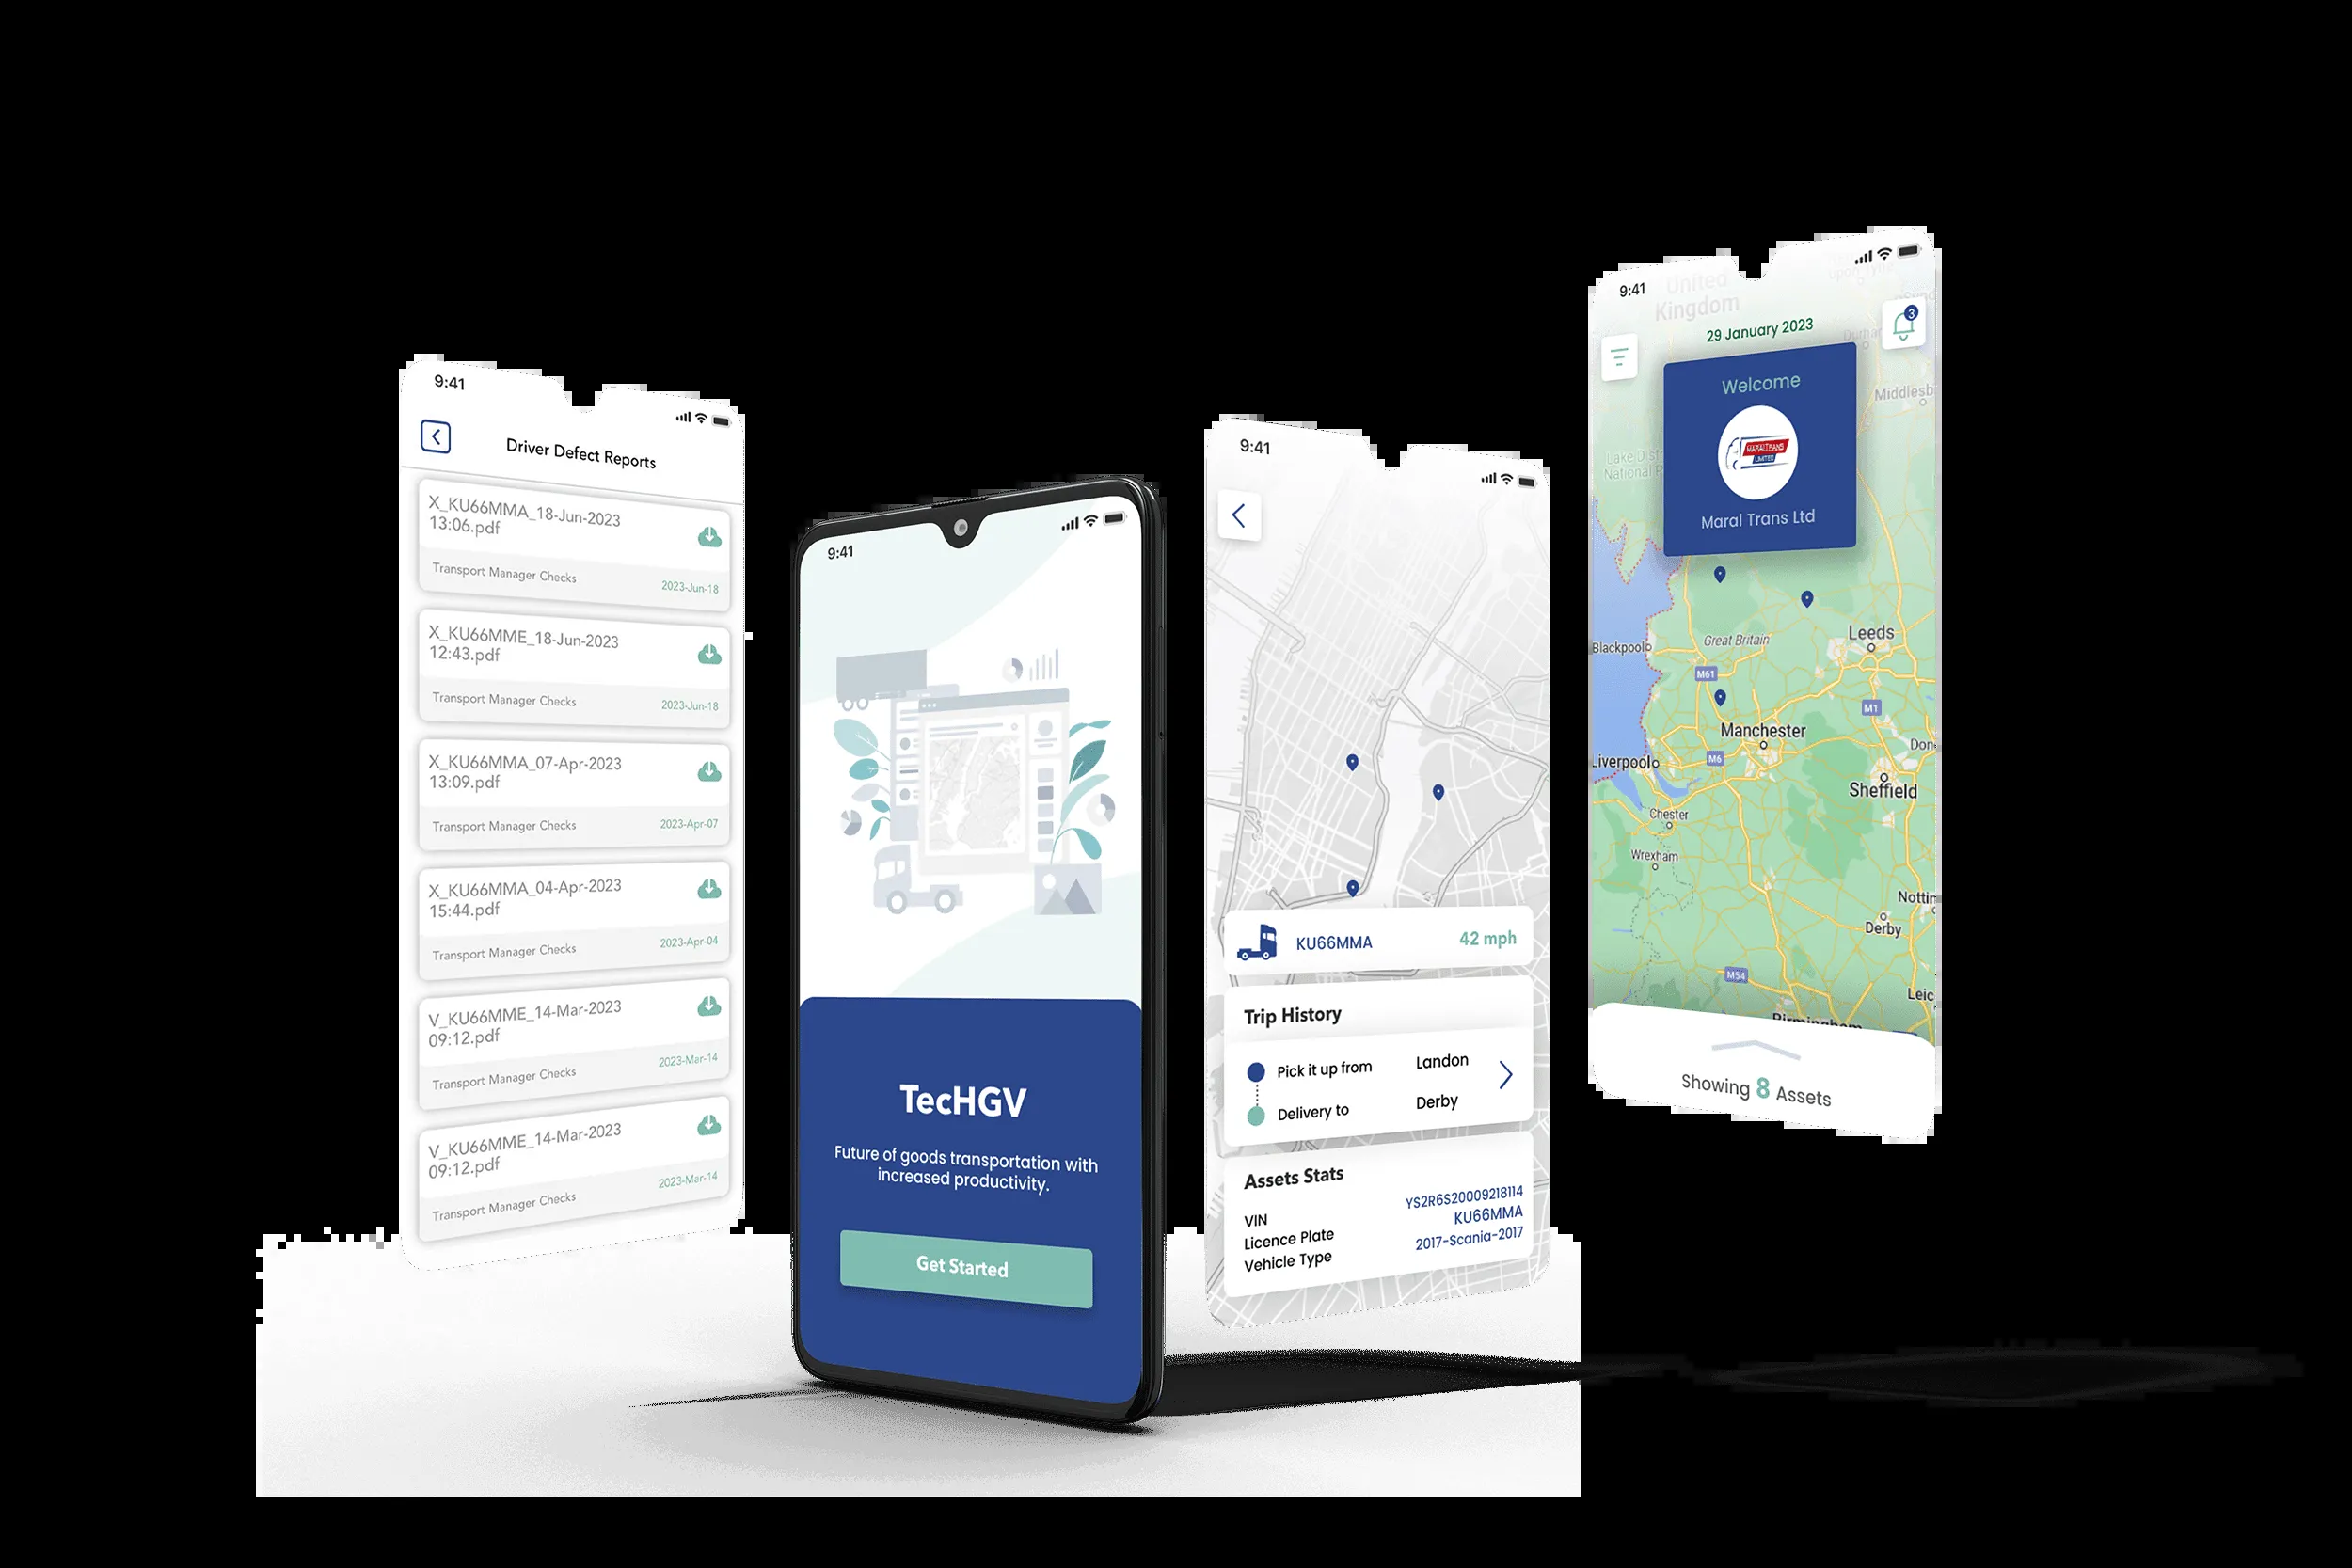 9:41
Driver Defect Reports
X_KU66MMA_18-Jun-2023
13:06.pdf
Transport Manager Checks
2023-Jun-18
X_KU66MME_18-Jun-2023
12:43.pdf
Transport Manager Checks
2023-Jun-18
X_KU66MMA_07-Apr-2023
13:09.pdf
Transport Manager Checks
2023-Apr-07
X_KU66MMA_04-Apr-2023
15:44.pdf
Transport Manager Checks
2023-Apr-04
V_KU66MME_14-Mar-2023
09:12.pdf
Transport Manager Checks
2023-Mar-14
V_KU66MME_14-Mar-2023
09:12.pdf
Transport Manager Checks
2023-Mar-14
9:41
TecHGV
Future of goods transportation with
increased productivity.
Get Started
9:41
KU66MMA 42 mph
Trip History
Pick it up from Landon
Delivery to Derby
Assets Stats
VIN YS2R6S20009218114
Licence Plate KU66MMA
Vehicle Type 2017-Scania-2017
9:41
United
Kingdom
29 January 2023
3
Welcome
MARALTRANS
LIMITED
Maral Trans Ltd
Middlesb
Lake Dist
National P
Great Britain
Leeds
Blackpool
M61
M1
Manchester
Don
M6
Liverpool
Sheffield
Chester
Wrexham
Nottin
Derby
M54
Leic
Birmingham
Showing 8 Assets